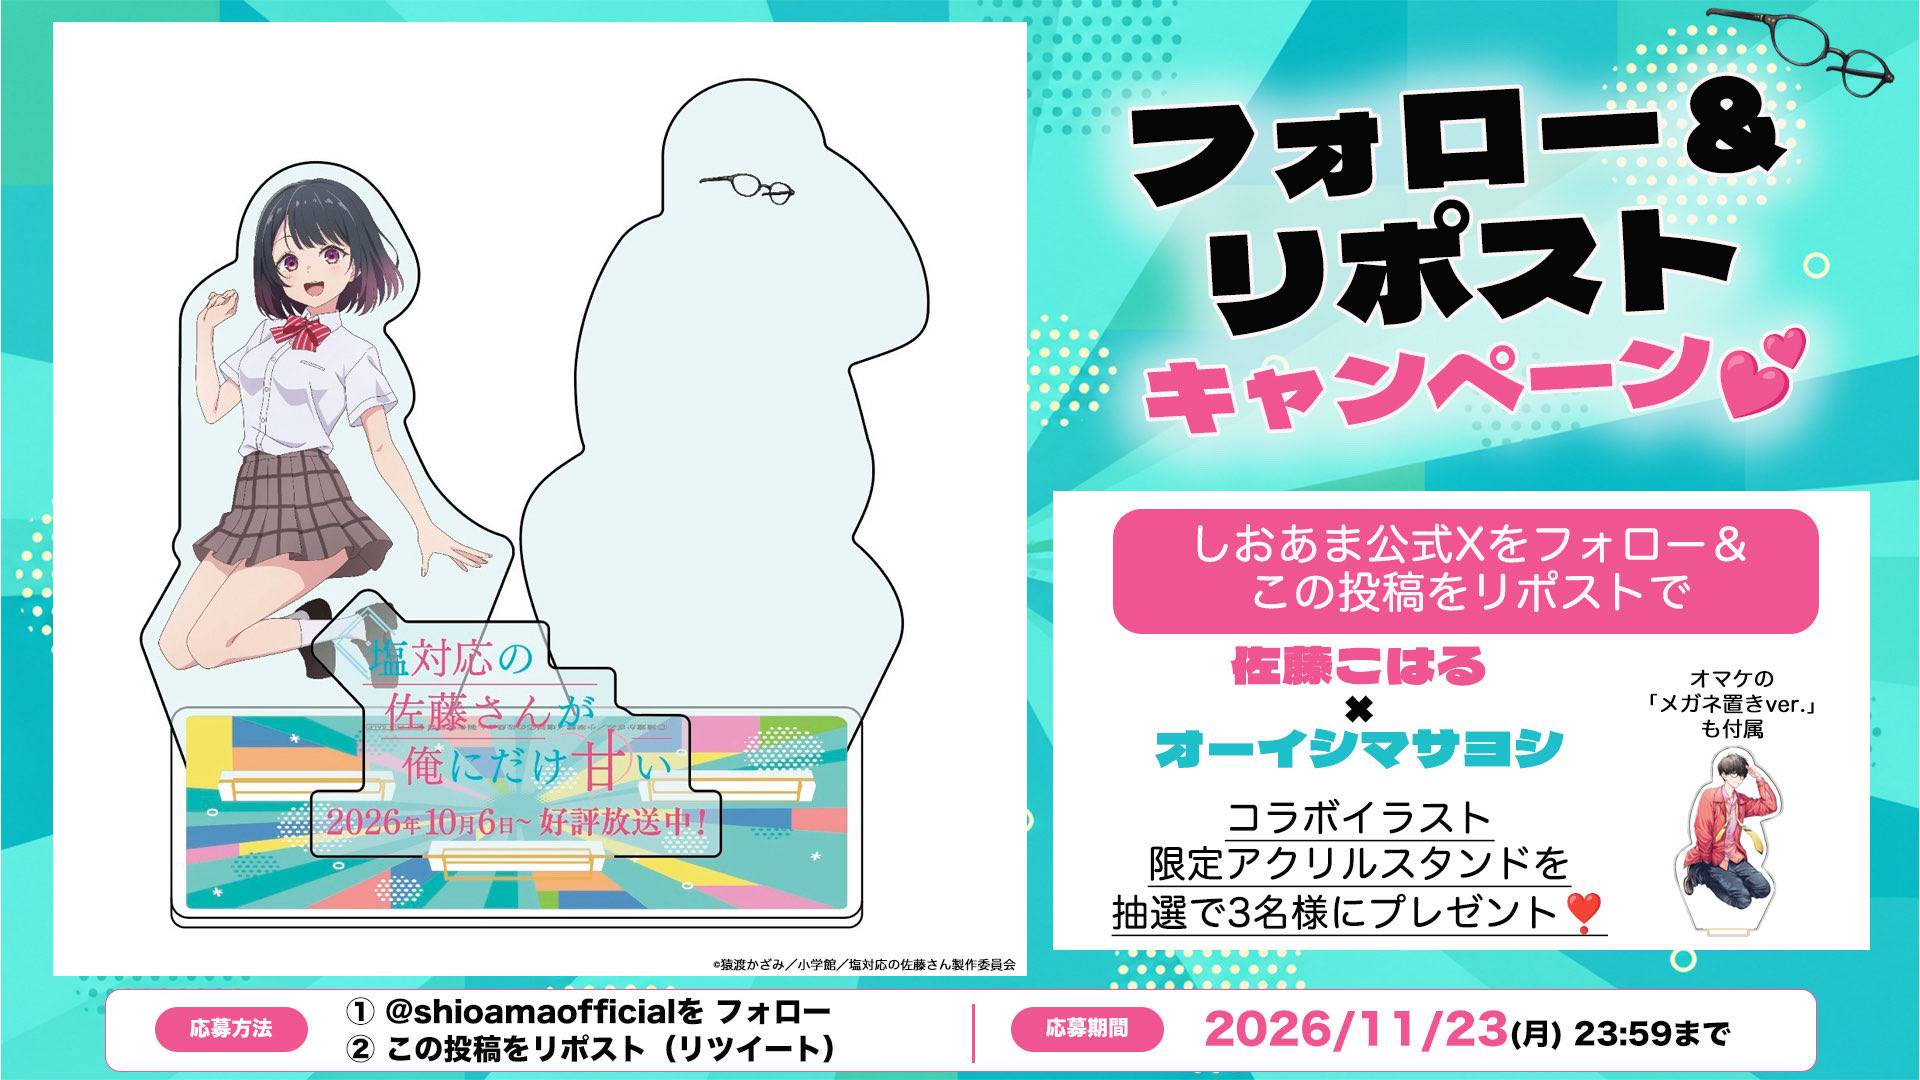 フォロー＆
リポスト
キャンペーン
しおあま公式Xをフォロー＆
この投稿をリポストで
佐藤こはる
×
オーイシマサヨシ
コラボイラスト
限定アクリルスタンドを
抽選で3名様にプレゼント
オマケの
「メガネ置きver.」
も付属
塩対応の
佐藤さんが
俺にだけ甘い
2026年10月6日~ 好評放送中!
©猿渡かざみ／小学館／塩対応の佐藤さん製作委員会
応募方法
① @shioamaofficialを フォロー
② この投稿をリポスト（リツイート）
応募期間
2026/11/23(月) 23:59まで